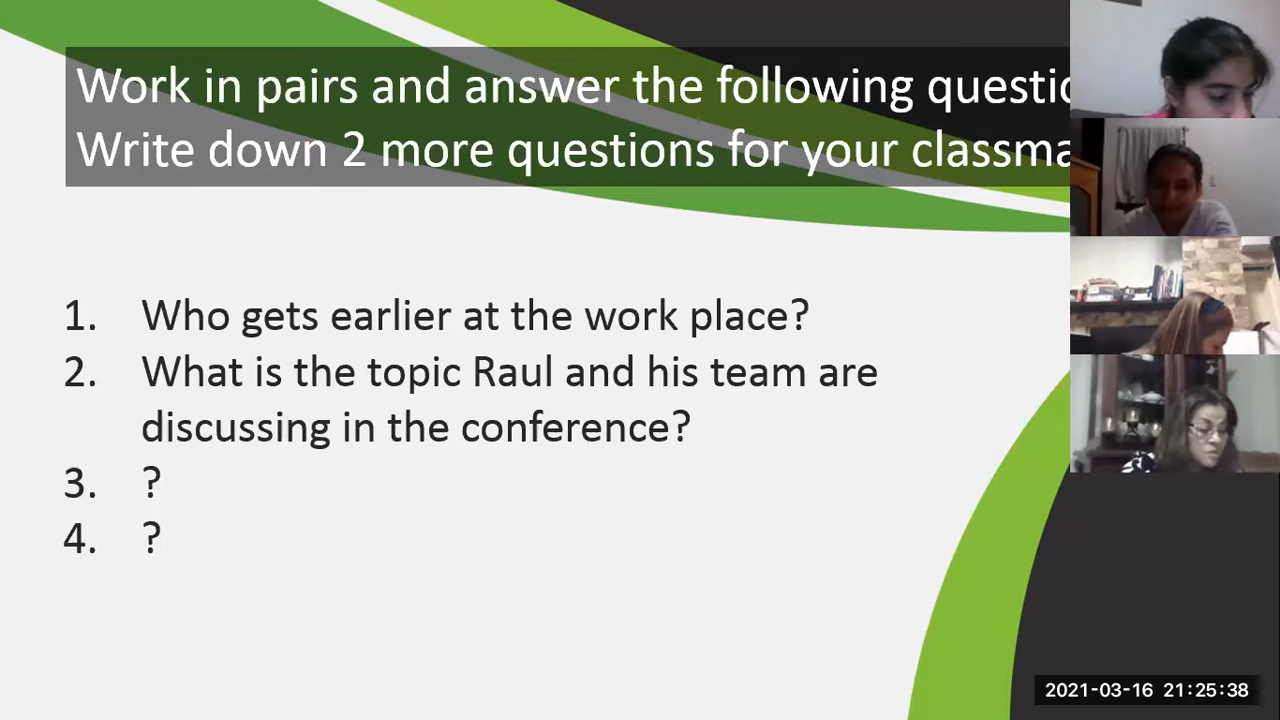 Work in pairs and answer the following
Write down 2 more questions for your
1. Who gets earlier at the work place?
2. What is the topic Raul and his team are
discussing in the conference?
3. ?
4. ?
2021-03-16 21:25:38